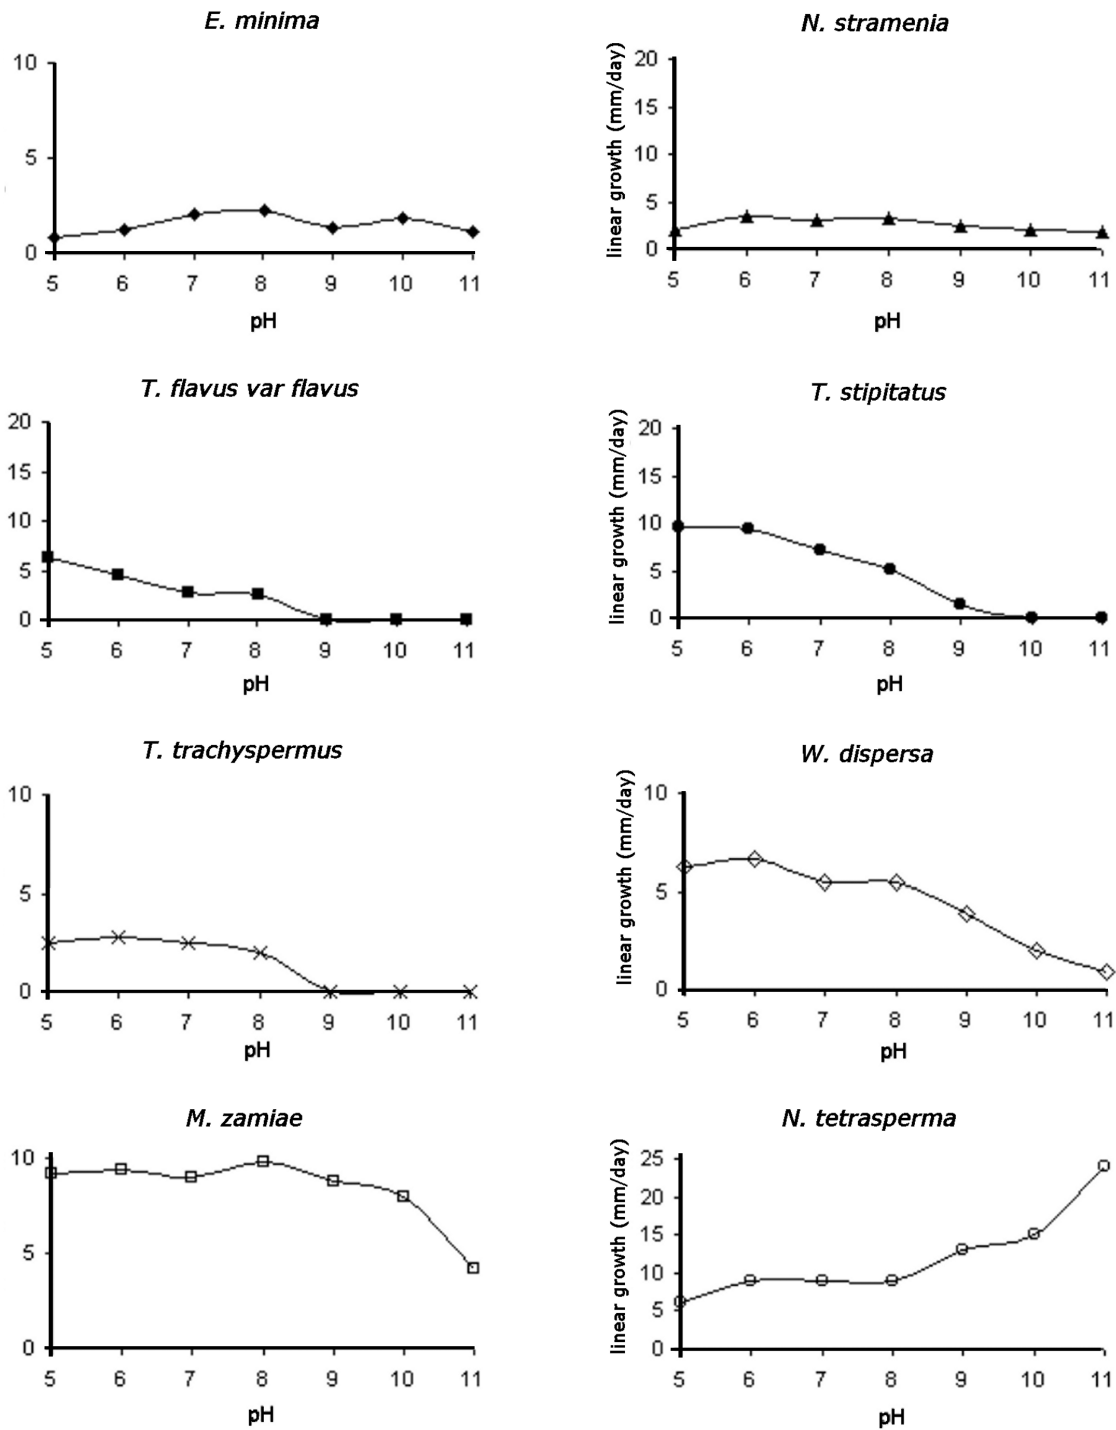 E. minima
10
5
0
5 6 7 8 9 10 11
pH
N. stramenia
linear growth (mm/day)
20
15
10
5
0
5 6 7 8 9 10 11
pH
T. flavus var flavus
20
15
10
5
0
5 6 7 8 9 10 11
pH
T. stipitatus
linear growth (mm/day)
20
15
10
5
0
5 6 7 8 9 10 11
pH
T. trachyspermus
10
5
0
5 6 7 8 9 10 11
pH
W. dispersa
linear growth (mm/day)
10
5
0
5 6 7 8 9 10 11
pH
M. zamiae
10
5
0
5 6 7 8 9 10 11
pH
N. tetrasperma
linear growth (mm/day)
25
20
15
10
5
0
5 6 7 8 9 10 11
pH